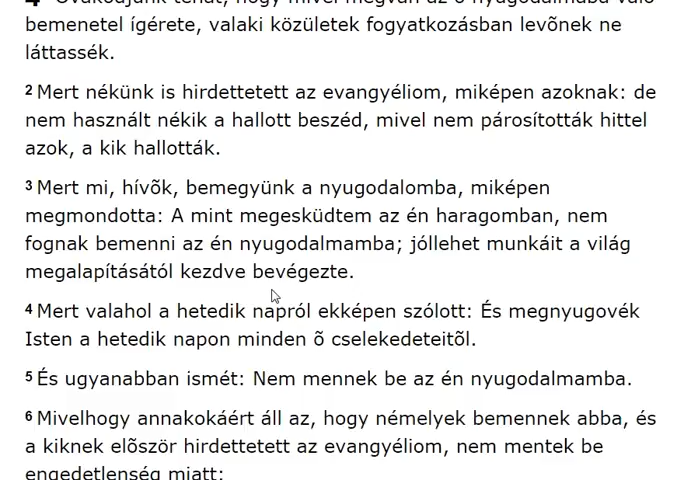 4 Óvakodjunk tehát, hogy mivel megvan az õ nyugodalmába való
bemenetel ígérete, valaki közületek fogyatkozásban levõnek ne
láttassék.
2 Mert nékünk is hirdettetett az evangyéliom, miképen azoknak: de
nem használt nékik a hallott beszéd, mivel nem párosították hittel
azok, a kik hallották.
3 Mert mi, hívõk, bemegyünk a nyugodalomba, miképen
megmondotta: A mint megesküdtem az én haragomban, nem
fognak bemenni az én nyugodalmamba; jóllehet munkáit a világ
megalapításától kezdve bevégezte.
4 Mert valahol a hetedik napról ekképen szólott: És megnyugovék
Isten a hetedik napon minden õ cselekedeteitõl.
5 És ugyanabban ismét: Nem mennek be az én nyugodalmamba.
6 Mivelhogy annakokáért áll az, hogy némelyek bemennek abba, és
a kiknek elõször hirdettetett az evangyéliom, nem mentek be
engedetlenség miatt: